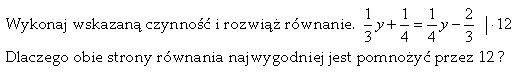 Wykonaj wskazaną czynność i rozwiąż równanie. 1/3 y + 1/4 = 1/4 y − 2/3 | · 12
Dlaczego obie strony równania najwygodniej jest pomnożyć przez 12 ?